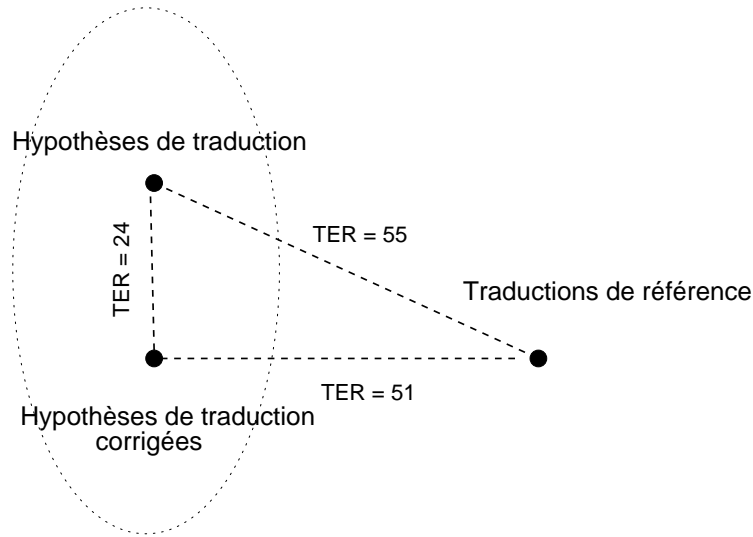 Hypothèses de traduction
TER = 55
TER = 24
Traductions de référence
TER = 51
Hypothèses de traduction
corrigées